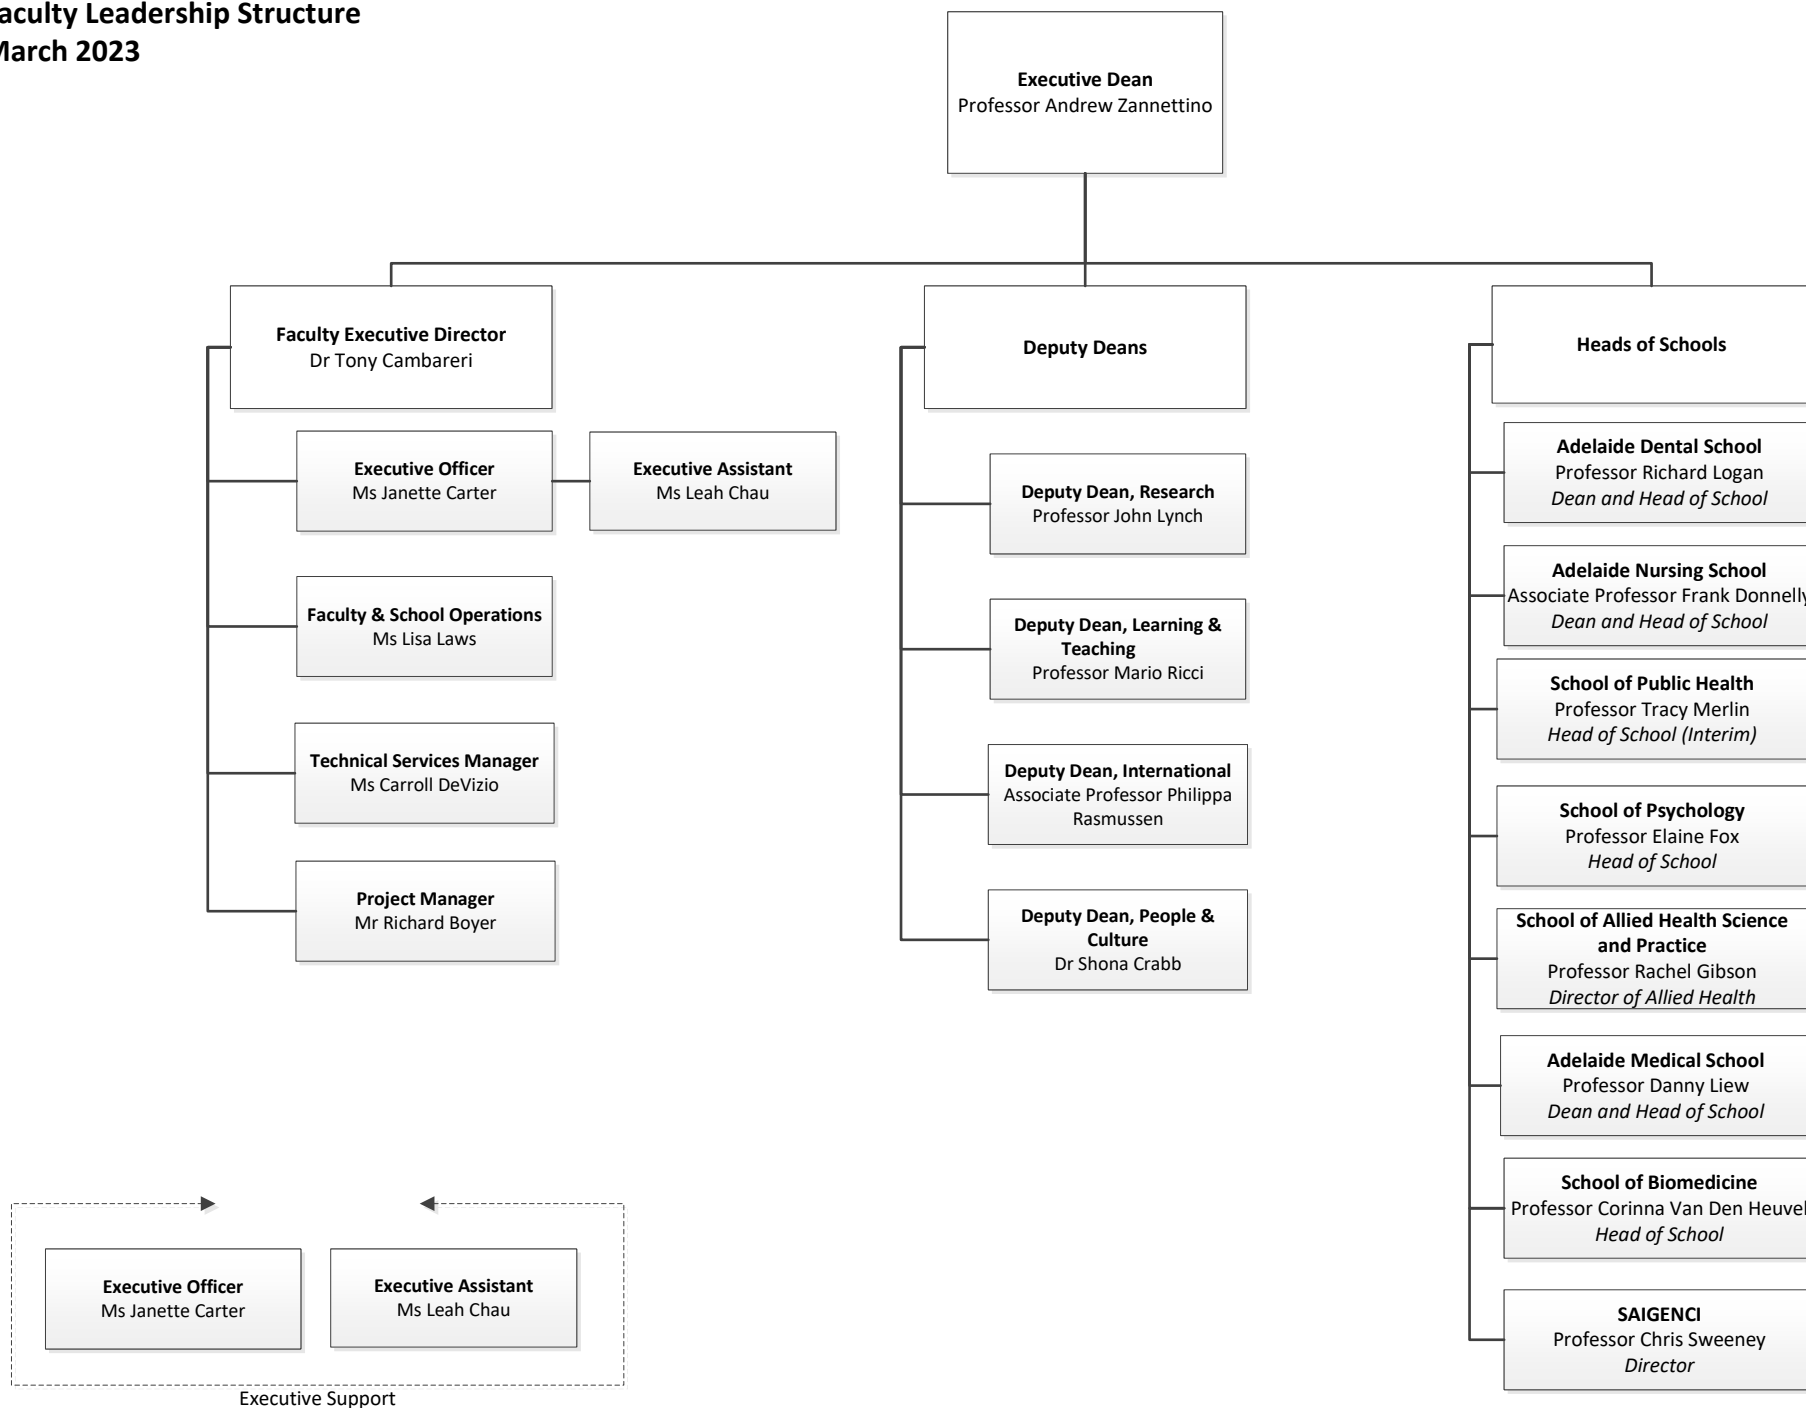 aculty Leadership Structure
March 2023
Executive Dean
Professor Andrew Zannettino
Faculty Executive Director
Dr Tony Cambareri
Executive Officer
Ms Janette Carter
Executive Assistant
Ms Leah Chau
Faculty & School Operations
Ms Lisa Laws
Technical Services Manager
Ms Carroll DeVizio
Project Manager
Mr Richard Boyer
Deputy Deans
Deputy Dean, Research
Professor John Lynch
Deputy Dean, Learning &
Teaching
Professor Mario Ricci
Deputy Dean, International
Associate Professor Philippa
Rasmussen
Deputy Dean, People &
Culture
Dr Shona Crabb
Heads of Schools
Adelaide Dental School
Professor Richard Logan
Dean and Head of School
Adelaide Nursing School
Associate Professor Frank Donnelly
Dean and Head of School
School of Public Health
Professor Tracy Merlin
Head of School (Interim)
School of Psychology
Professor Elaine Fox
Head of School
School of Allied Health Science
and Practice
Professor Rachel Gibson
Director of Allied Health
Adelaide Medical School
Professor Danny Liew
Dean and Head of School
School of Biomedicine
Professor Corinna Van Den Heuvel
Head of School
SAIGENCI
Professor Chris Sweeney
Director
Executive Officer
Ms Janette Carter
Executive Assistant
Ms Leah Chau
Executive Support